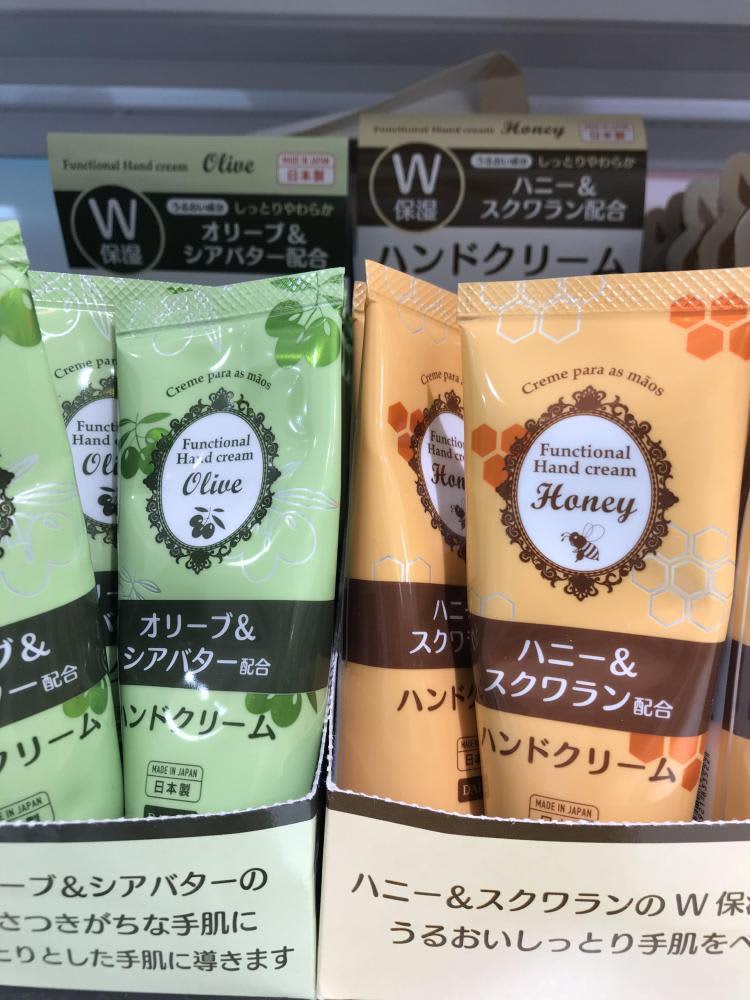 Functional Hand cream Olive
MADE IN JAPAN
日本製
W
保湿
うるおい成分 しっとりやわらか
オリーブ&
シアバター配合
Functional Hand cream Honey
日本製
W
保湿
うるおい成分 しっとりやわらか
ハニー&
スクワラン配合
ハンドクリーム
Creme para as mãos
Functional
Hand cream
Olive
オリーブ&
シアバター配合
ハンドクリーム
MADE IN JAPAN
日本製
Creme para as mãos
Functional
Hand cream
Honey
ハニー&
スクワラン配合
ハンドクリーム
MADE IN JAPAN
ーブ&シアバターの
さつきがちな手肌に
とりとした手肌に導きます
ハニー&スクワランのW保
うるおいしっとり手肌をべ